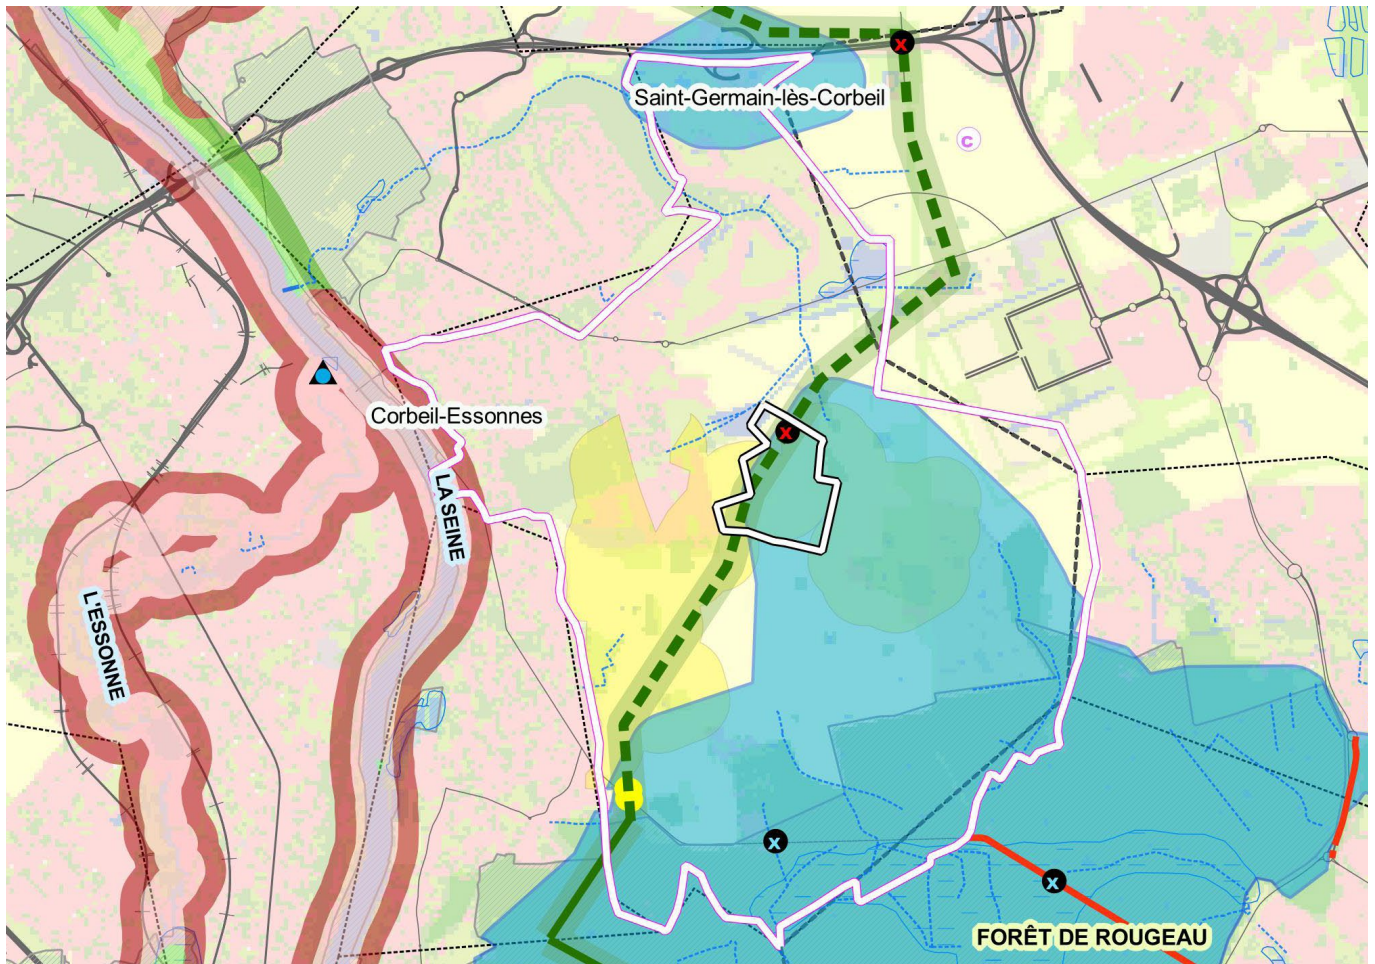 x
Saint-Germain-lès-Corbeil
c
Corbeil-Essonnes
x
LA SEINE
L'ESSONNE
x
x
FORÊT DE ROUGEAU